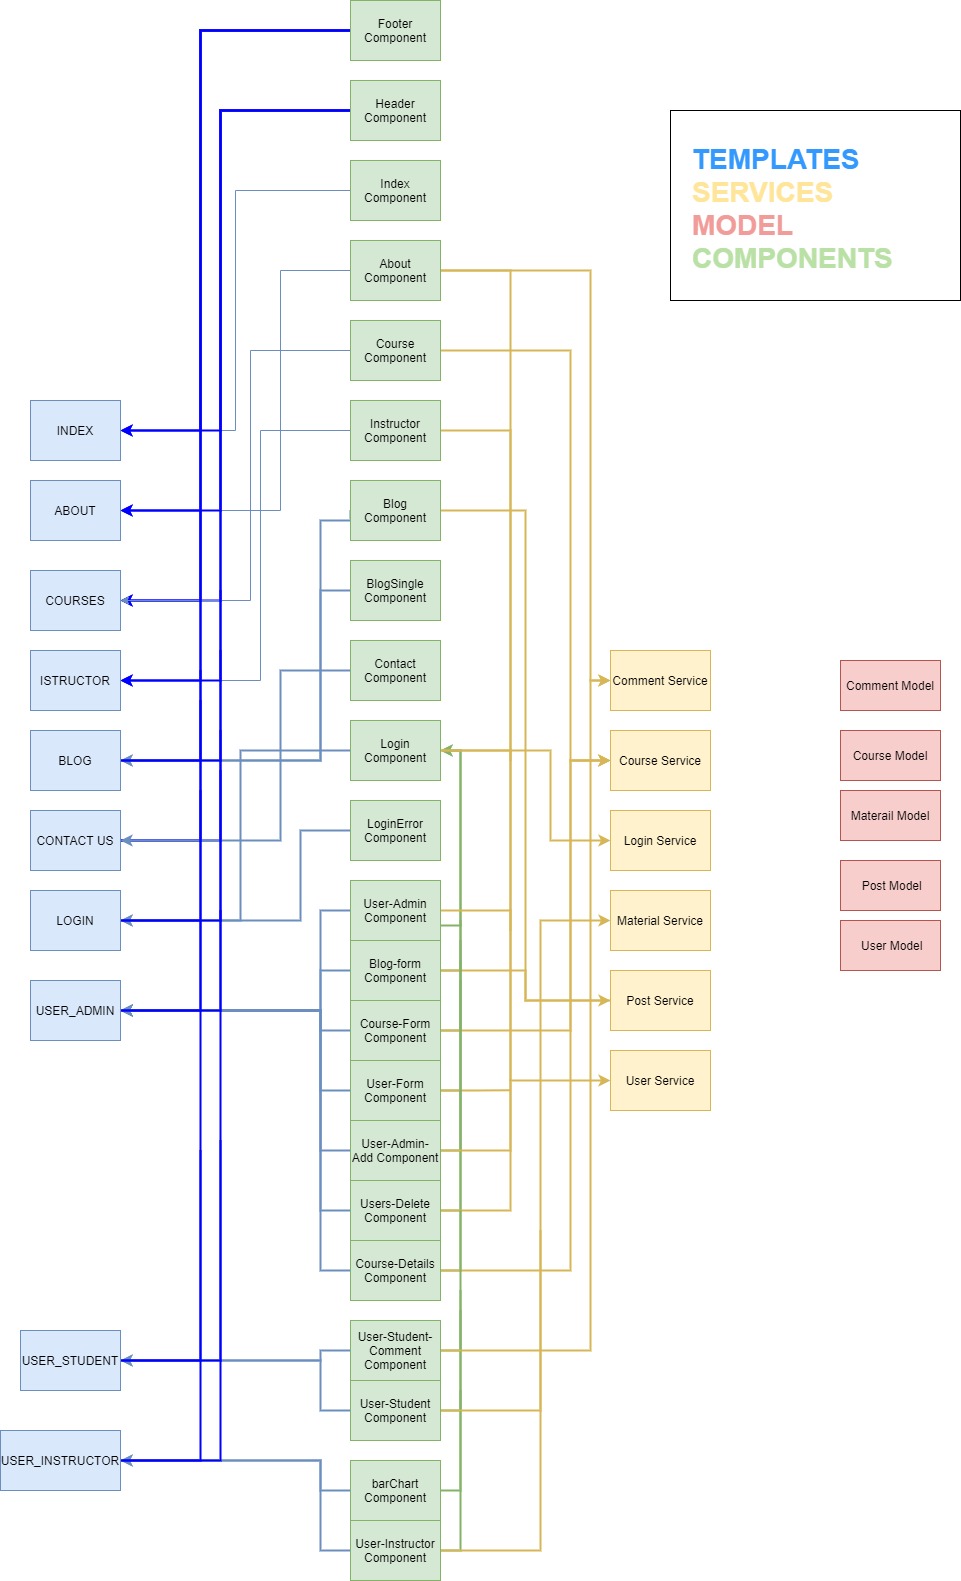 Footer
Component
Header
Component
TEMPLATES
SERVICES
MODEL
COMPONENTS
Index
Component
About
Component
Course
Component
INDEX
Instructor
Component
ABOUT
Blog
Component
COURSES
BlogSingle
Component
ISTRUCTOR
Contact
Component
Comment Service
Comment Model
BLOG
Login
Component
Course Service
Course Model
CONTACT US
LoginError
Component
Login Service
Materail Model
LOGIN
User-Admin
Component
Material Service
Post Model
USER_ADMIN
Blog-form
Component
Post Service
User Model
Course-Form
Component
User-Form
Component
User Service
User-Admin-
Add Component
Users-Delete
Component
Course-Details
Component
USER_STUDENT
User-Student-
Comment
Component
User-Student
Component
USER_INSTRUCTOR
barChart
Component
User-Instructor
Component